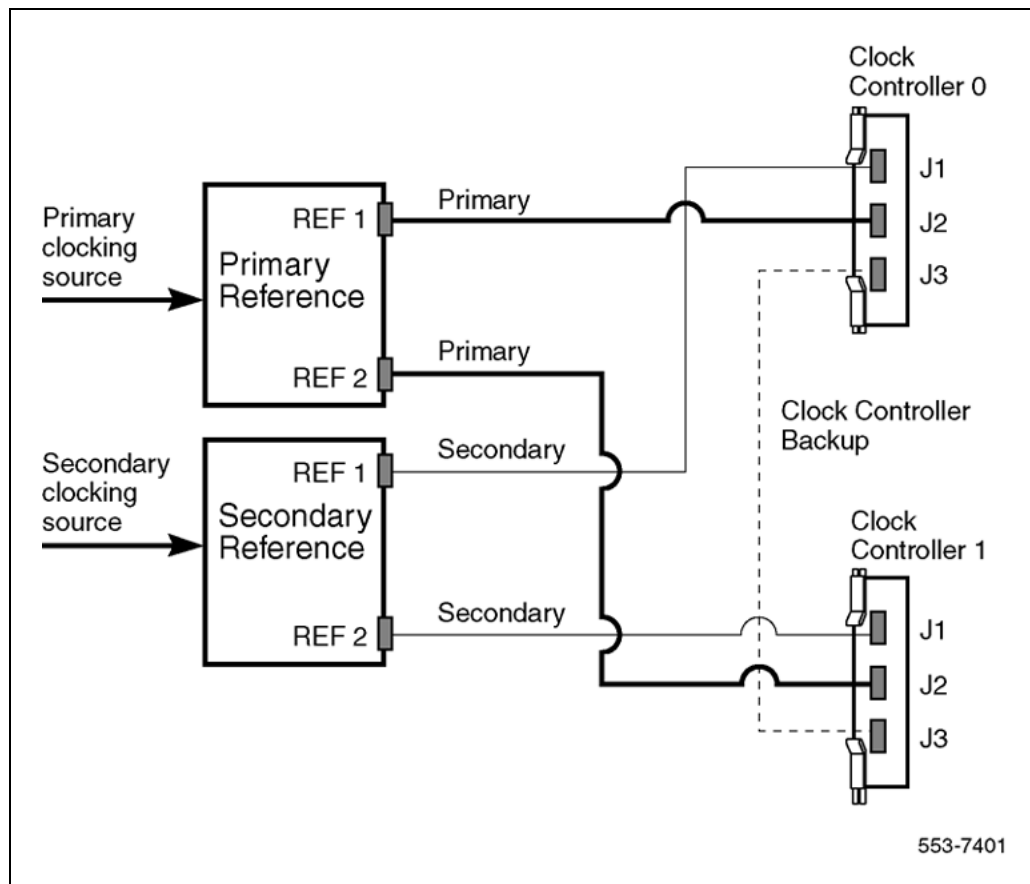 Clock
Controller 0
J1
J2
J3
Primary
clocking
source
REF 1
Primary
Reference
REF 2
Primary
Primary
Clock Controller
Backup
Secondary
clocking
source
REF 1
Secondary
Reference
REF 2
Secondary
Secondary
Clock
Controller 1
J1
J2
J3
553-7401